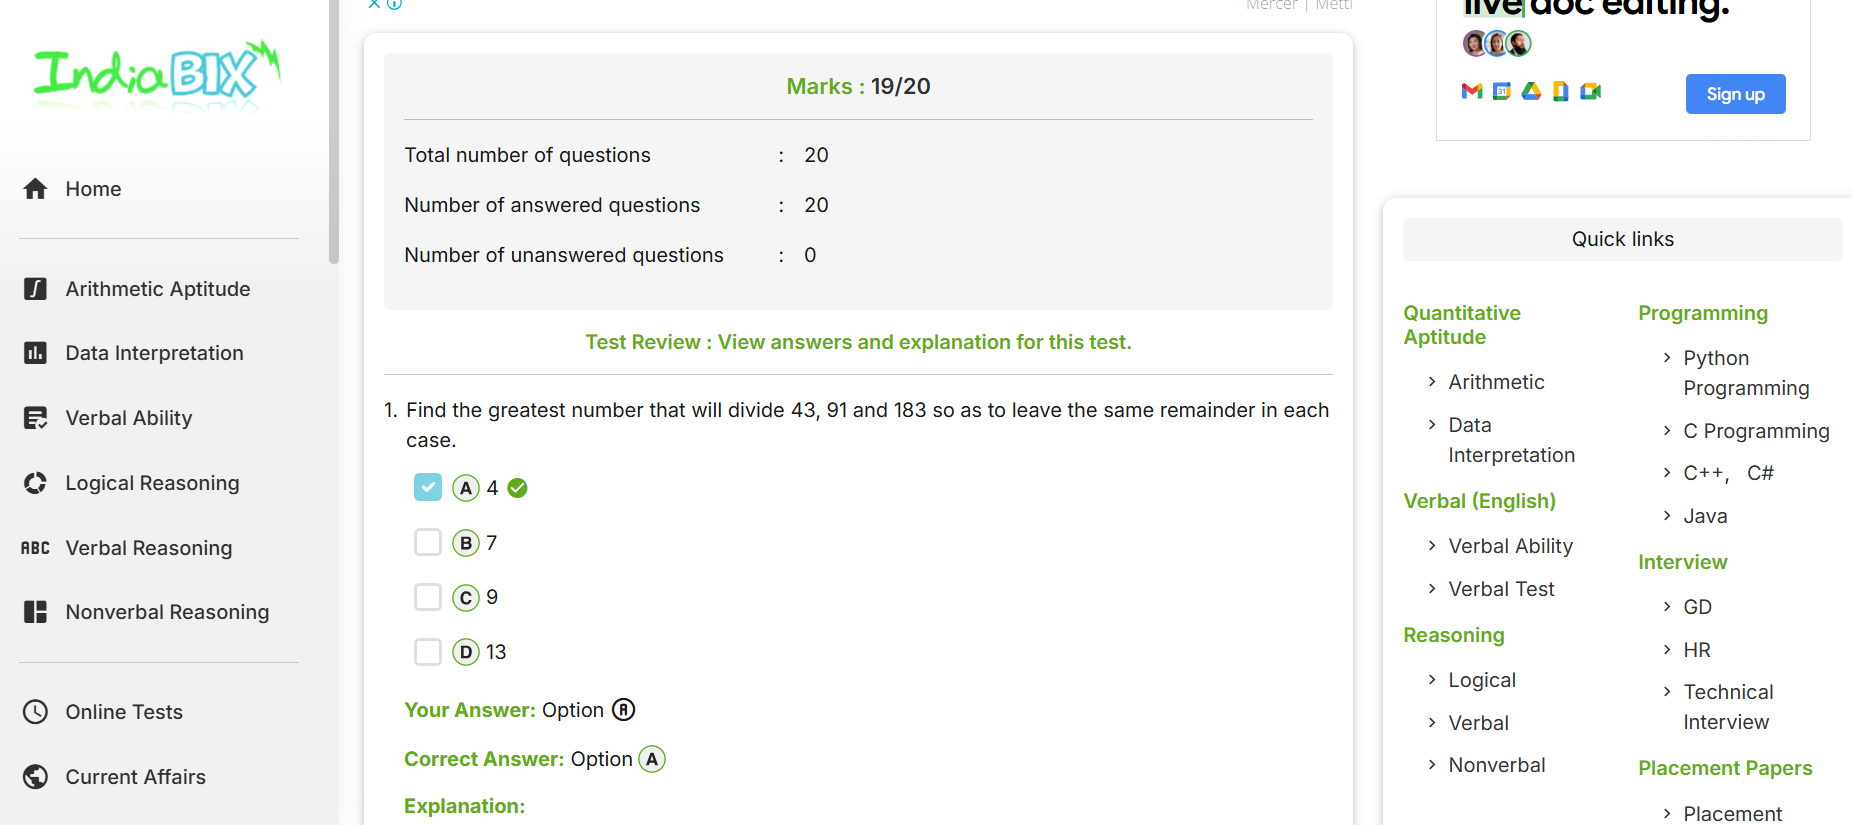 IndiaBIX
Home
Arithmetic Aptitude
Data Interpretation
Verbal Ability
Logical Reasoning
ABC Verbal Reasoning
Nonverbal Reasoning
Online Tests
Current Affairs
Mercer | Mettl
Marks : 19/20
Total number of questions : 20
Number of answered questions : 20
Number of unanswered questions : 0
Test Review : View answers and explanation for this test.
1. Find the greatest number that will divide 43, 91 and 183 so as to leave the same remainder in each
case.
A 4
B 7
C 9
D 13
Your Answer: Option A
Correct Answer: Option A
Explanation:
live doc editing.
31
Sign up
Quick links
Quantitative
Aptitude
Arithmetic
Data
Interpretation
Verbal (English)
Verbal Ability
Verbal Test
Reasoning
Logical
Verbal
Nonverbal
Programming
Python
Programming
C Programming
C++, C#
Java
Interview
GD
HR
Technical
Interview
Placement Papers
Placement